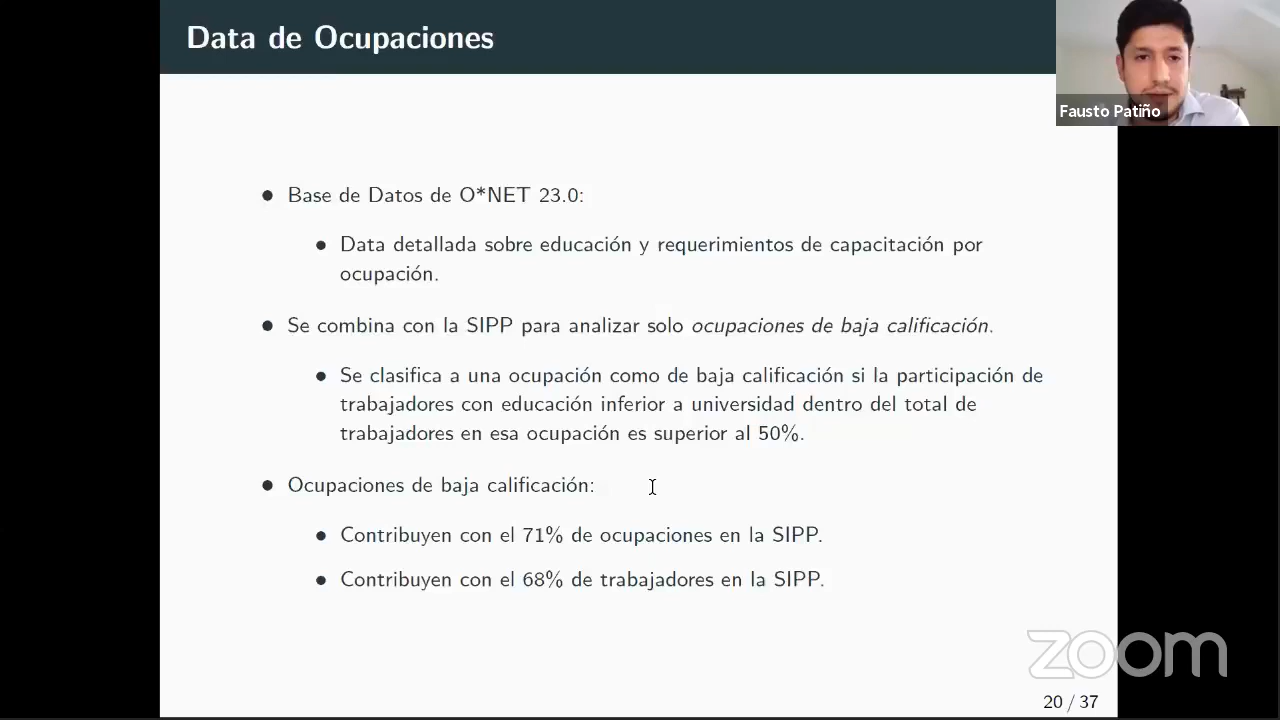 Data de Ocupaciones
Fausto Patiño
• Base de Datos de O*NET 23.0:
• Data detallada sobre educación y requerimientos de capacitación por
ocupación.
• Se combina con la SIPP para analizar solo ocupaciones de baja calificación.
• Se clasifica a una ocupación como de baja calificación si la participación de
trabajadores con educación inferior a universidad dentro del total de
trabajadores en esa ocupación es superior al 50%.
• Ocupaciones de baja calificación:
• Contribuyen con el 71% de ocupaciones en la SIPP.
• Contribuyen con el 68% de trabajadores en la SIPP.
zoom
20 / 37